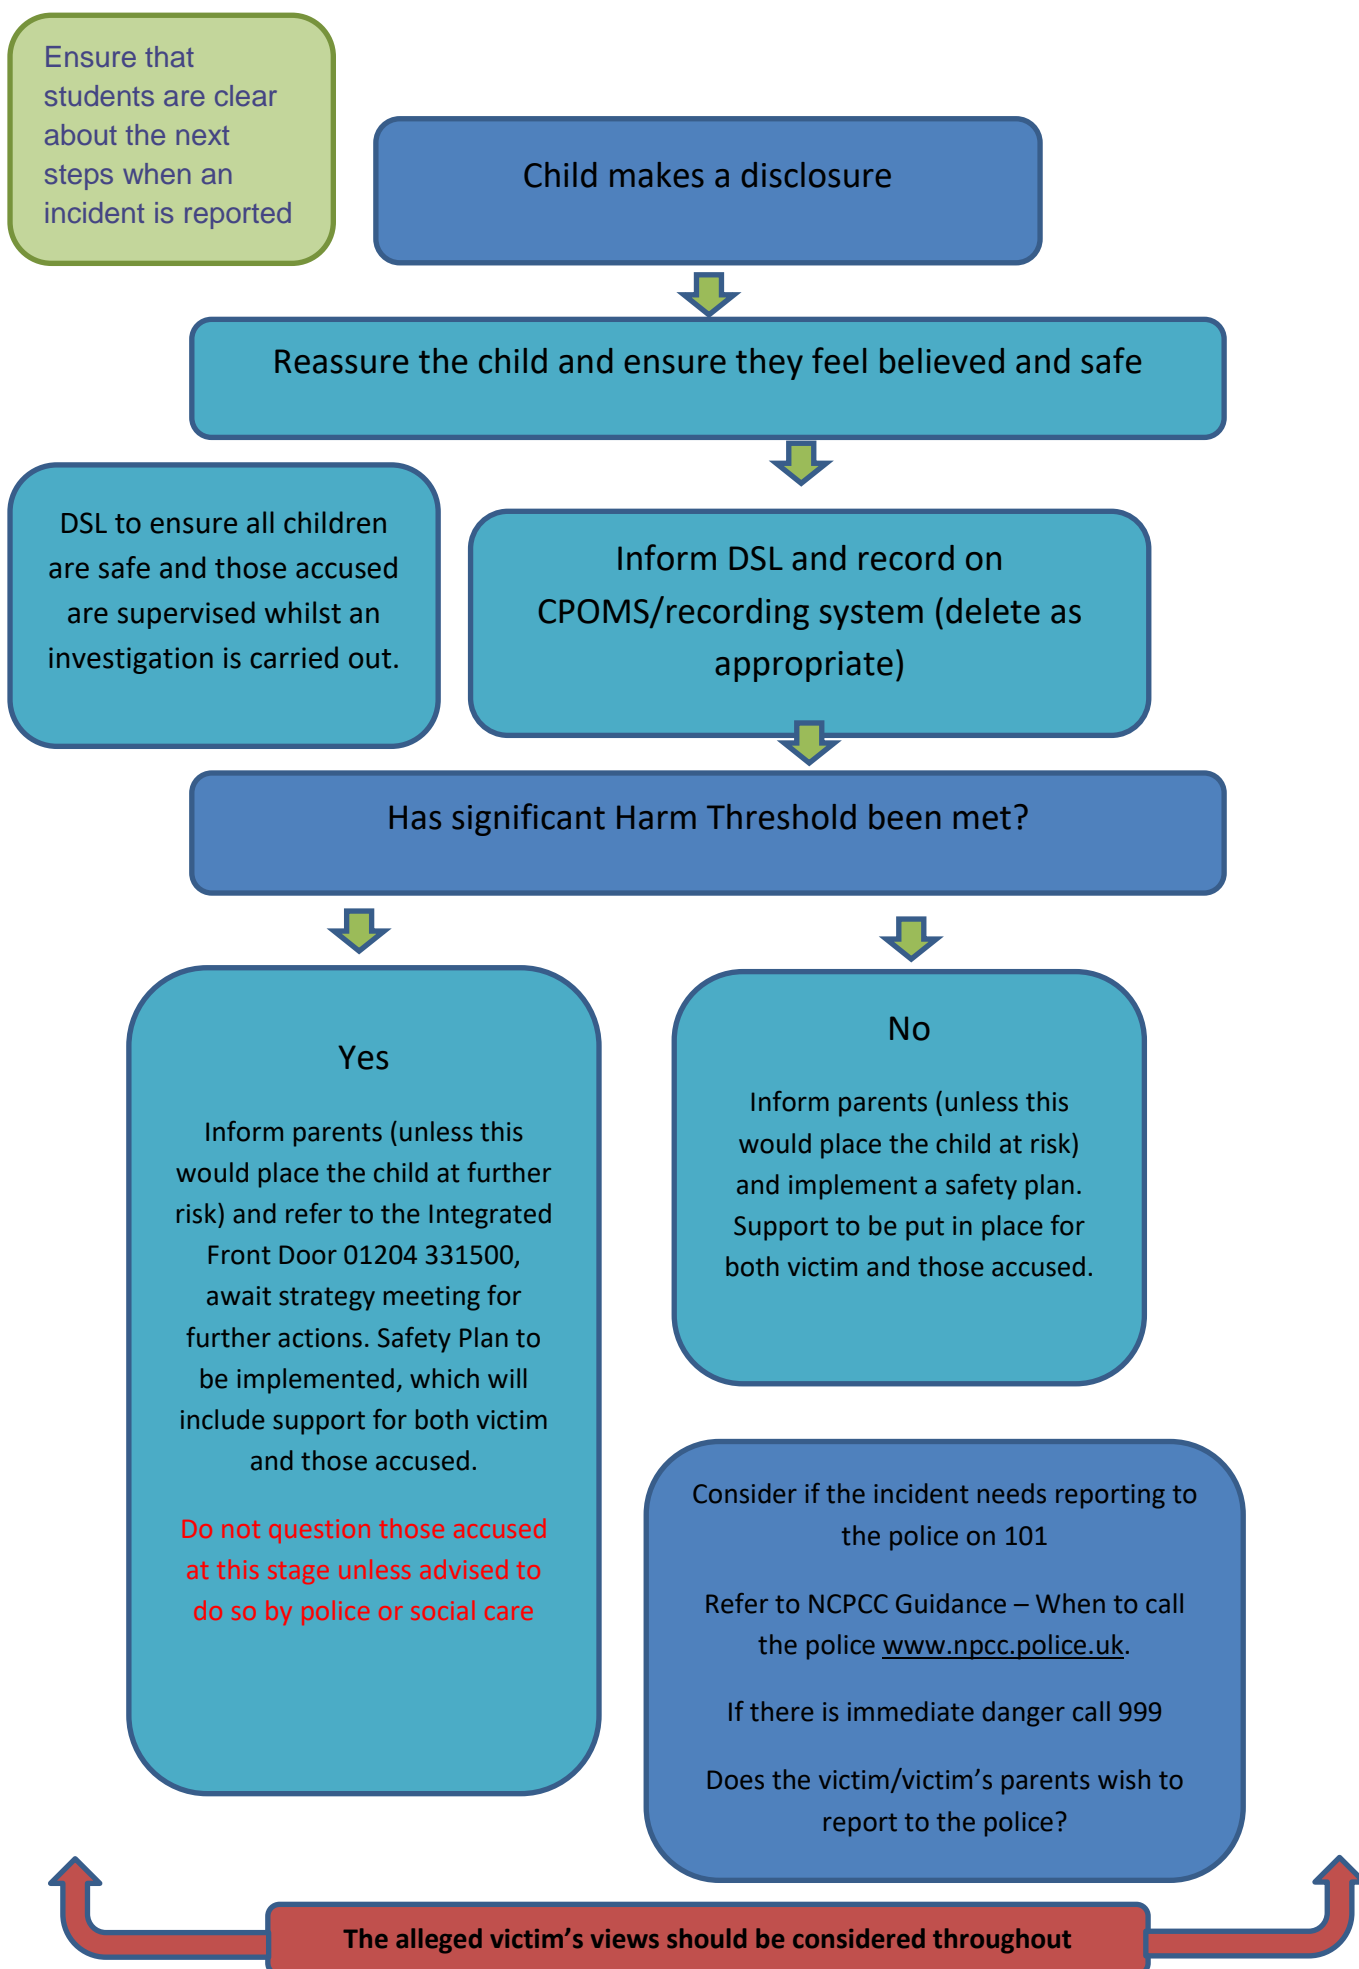 Ensure that
students are clear
about the next
steps when an
incident is reported
Child makes a disclosure
Reassure the child and ensure they feel believed and safe
DSL to ensure all children
are safe and those accused
are supervised whilst an
investigation is carried out.
Inform DSL and record on
CPOMS/recording system (delete as
appropriate)
Has significant Harm Threshold been met?
Yes
Inform parents (unless this
would place the child at further
risk) and refer to the Integrated
Front Door 01204 331500,
await strategy meeting for
further actions. Safety Plan to
be implemented, which will
include support for both victim
and those accused.
Do not question those accused
at this stage unless advised to
do so by police or social care
No
Inform parents (unless this
would place the child at risk)
and implement a safety plan.
Support to be put in place for
both victim and those accused.
Consider if the incident needs reporting to
the police on 101
Refer to NCPCC Guidance – When to call
the police www.npcc.police.uk.
If there is immediate danger call 999
Does the victim/victim’s parents wish to
report to the police?
The alleged victim’s views should be considered throughout